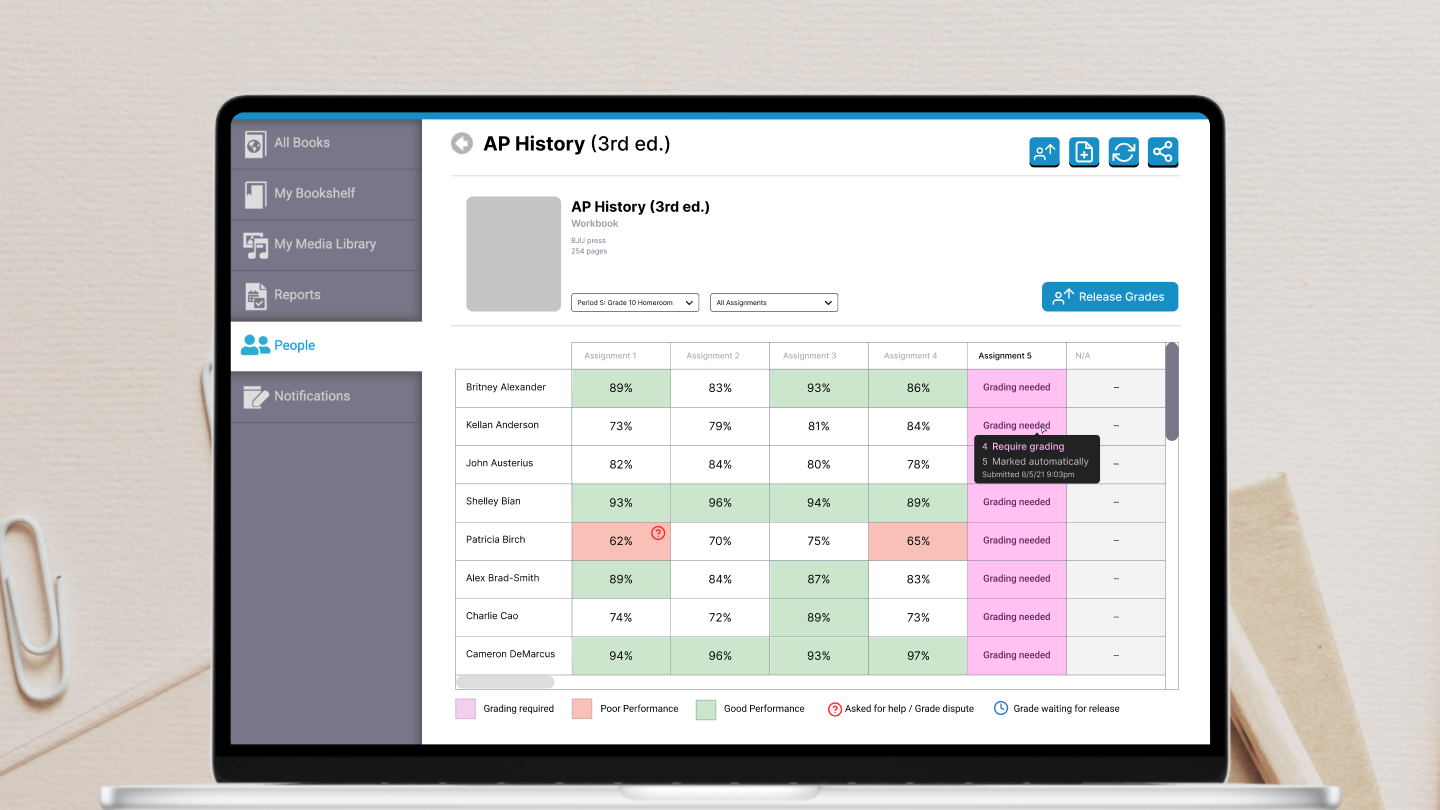 All Books
My Bookshelf
My Media Library
Reports
People
Notifications
AP History (3rd ed.)
AP History (3rd ed.)
Workbook
BJU press
254 pages
Period 5: Grade 10 Homeroom
All Assignments
Release Grades
Assignment 1 Assignment 2 Assignment 3 Assignment 4 Assignment 5 N/A
Britney Alexander 89% 83% 93% 86% Grading needed --
Kellan Anderson 73% 79% 81% 84% Grading needed --
John Austerius 82% 84% 80% 78% --
4 Require grading
5 Marked automatically
Submitted 8/5/21 9:03pm
Shelley Bian 93% 96% 94% 89% Grading needed --
Patricia Birch 62% ? 70% 75% 65% Grading needed --
Alex Brad-Smith 89% 84% 87% 83% Grading needed --
Charlie Cao 74% 72% 89% 73% Grading needed --
Cameron DeMarcus 94% 96% 93% 97% Grading needed --
Grading required Poor Performance Good Performance ? Asked for help / Grade dispute Grade waiting for release